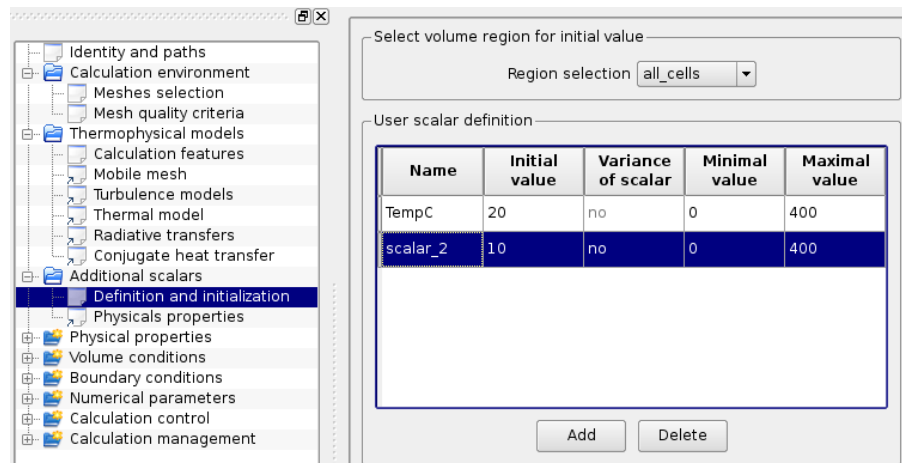 Identity and paths
Calculation environment
Meshes selection
Mesh quality criteria
Thermophysical models
Calculation features
Mobile mesh
Turbulence models
Thermal model
Radiative transfers
Conjugate heat transfer
Additional scalars
Definition and initialization
Physicals properties
Physical properties
Volume conditions
Boundary conditions
Numerical parameters
Calculation control
Calculation management
Select volume region for initial value
Region selection all_cells
User scalar definition
Name Initial value Variance of scalar Minimal value Maximal value
TempC 20 no 0 400
scalar_2 10 no 0 400
Add Delete